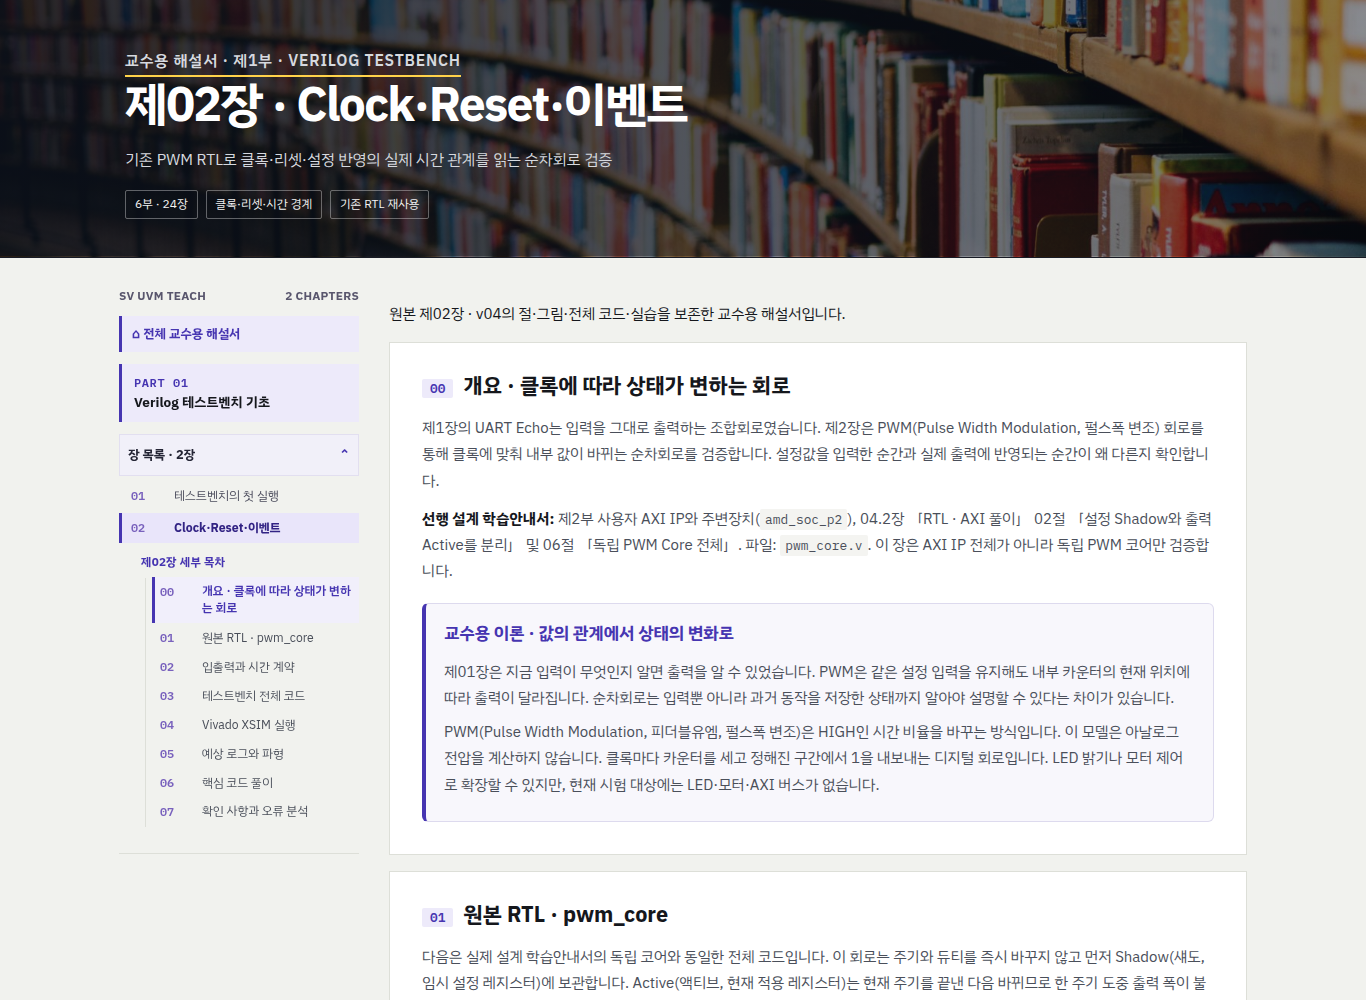 교수용 해설서 · 제1부 · VERILOG TESTBENCH
제02장 · Clock·Reset·이벤트
기존 PWM RTL로 클록·리셋·설정 반영의 실제 시간 관계를 읽는 순차회로 검증
6부 · 24장
클록·리셋·시간 경계
기존 RTL 재사용
SV UVM TEACH
2 CHAPTERS
⌂ 전체 교수용 해설서
PART 01
Verilog 테스트벤치 기초
장 목록 · 2장
01 테스트벤치의 첫 실행
02 Clock·Reset·이벤트
제02장 세부 목차
00 개요 · 클록에 따라 상태가 변하
는 회로
01 원본 RTL · pwm_core
02 입출력과 시간 계약
03 테스트벤치 전체 코드
04 Vivado XSIM 실행
05 예상 로그와 파형
06 핵심 코드 풀이
07 확인 사항과 오류 분석
원본 제02장 · v04의 절·그림·전체 코드·실습을 보존한 교수용 해설서입니다.
00 개요 · 클록에 따라 상태가 변하는 회로
제1장의 UART Echo는 입력을 그대로 출력하는 조합회로였습니다. 제2장은 PWM(Pulse Width Modulation, 펄스폭 변조) 회로를
통해 클록에 맞춰 내부 값이 바뀌는 순차회로를 검증합니다. 설정값을 입력한 순간과 실제 출력에 반영되는 순간이 왜 다른지 확인합니
다.
선행 설계 학습안내서: 제2부 사용자 AXI IP와 주변장치(amd_soc_p2), 04.2장 「RTL · AXI 풀이」 02절 「설정 Shadow와 출력
Active를 분리」 및 06절 「독립 PWM Core 전체」. 파일: pwm_core.v. 이 장은 AXI IP 전체가 아니라 독립 PWM 코어만 검증합
니다.
교수용 이론 · 값의 관계에서 상태의 변화로
제01장은 지금 입력이 무엇인지 알면 출력을 알 수 있었습니다. PWM은 같은 설정 입력을 유지해도 내부 카운터의 현재 위치에
따라 출력이 달라집니다. 순차회로는 입력뿐 아니라 과거 동작을 저장한 상태까지 알아야 설명할 수 있다는 차이가 있습니다.
PWM(Pulse Width Modulation, 피더블유엠, 펄스폭 변조)은 HIGH인 시간 비율을 바꾸는 방식입니다. 이 모델은 아날로그
전압을 계산하지 않습니다. 클록마다 카운터를 세고 정해진 구간에서 1을 내보내는 디지털 회로입니다. LED 밝기나 모터 제어
로 확장할 수 있지만, 현재 시험 대상에는 LED·모터·AXI 버스가 없습니다.
01 원본 RTL · pwm_core
다음은 실제 설계 학습안내서의 독립 코어와 동일한 전체 코드입니다. 이 회로는 주기와 듀티를 즉시 바꾸지 않고 먼저 Shadow(섀도,
임시 설정 레지스터)에 보관합니다. Active(액티브, 현재 적용 레지스터)는 현재 주기를 끝낸 다음 바뀌므로 한 주기 도중 출력 폭이 불